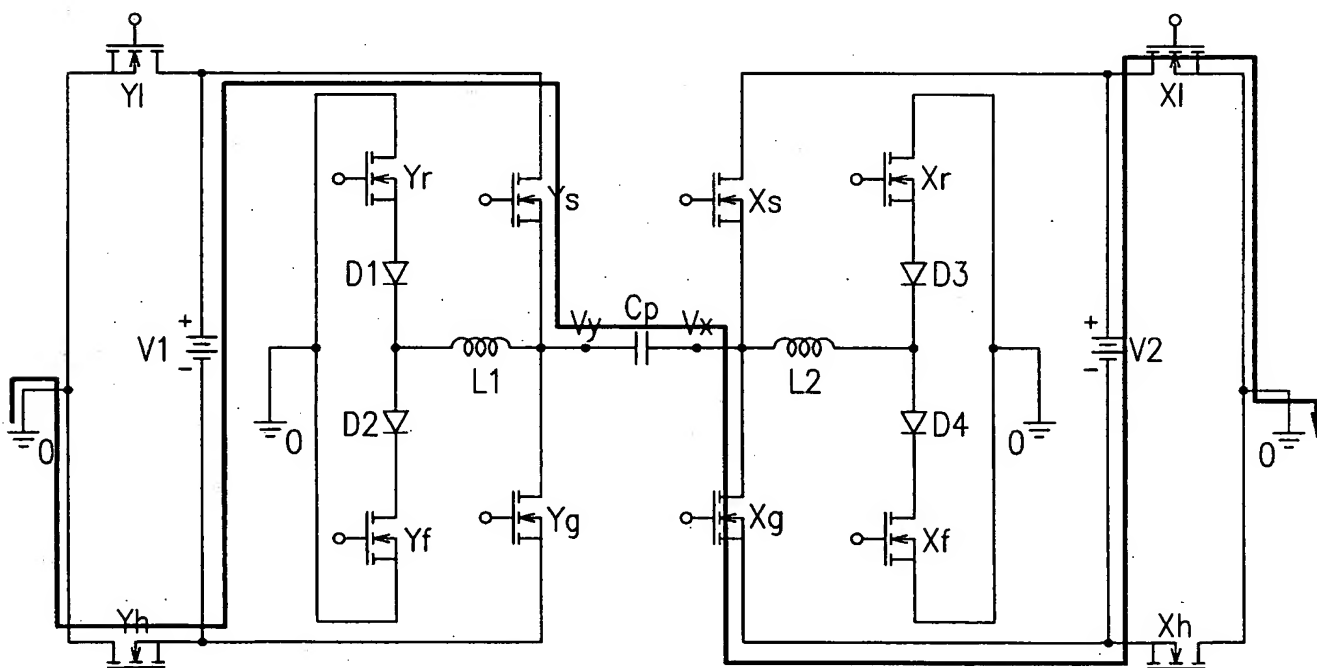 Yl
Xl
Yr
Ys
Xs
Xr
D1
D3
Vy
Cp
Vx
+
V1
-
+
V2
-
L1
L2
0
D2
0
D4
0
0
Yf
Yg
Xg
Xf
Yh
Xh